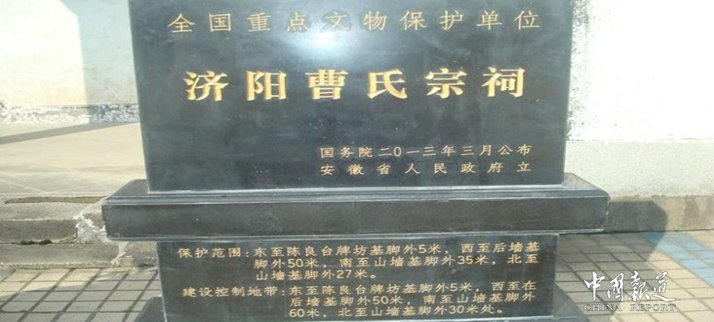 全国重点文物保护单位
济阳曹氏宗祠
国务院二〇一三年三月公布
安徽省人民政府立
保护范围：东至陈良台牌坊基脚外5米，西至后墙基
脚外50米，南至山墙基脚外35米，北至
山墙基脚外27米。
建设控制地带：东至陈良台牌坊基脚外5米，西至在
后墙基脚外50米，南至山墙基脚外
60米，北至山墙基脚外30米处。
中国报道
CHINA REPORT